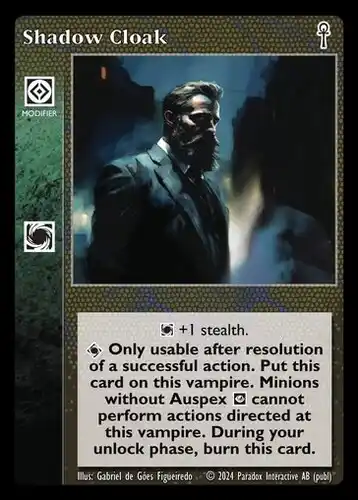 Shadow Cloak
MODIFIER
+1 stealth.
Only usable after resolution
of a successful action. Put this
card on this vampire. Minions
without Auspex cannot
perform actions directed at
this vampire. During your
unlock phase, burn this card.
Illus: Gabriel de Góes Figueiredo © 2024 Paradox Interactive AB (publ)